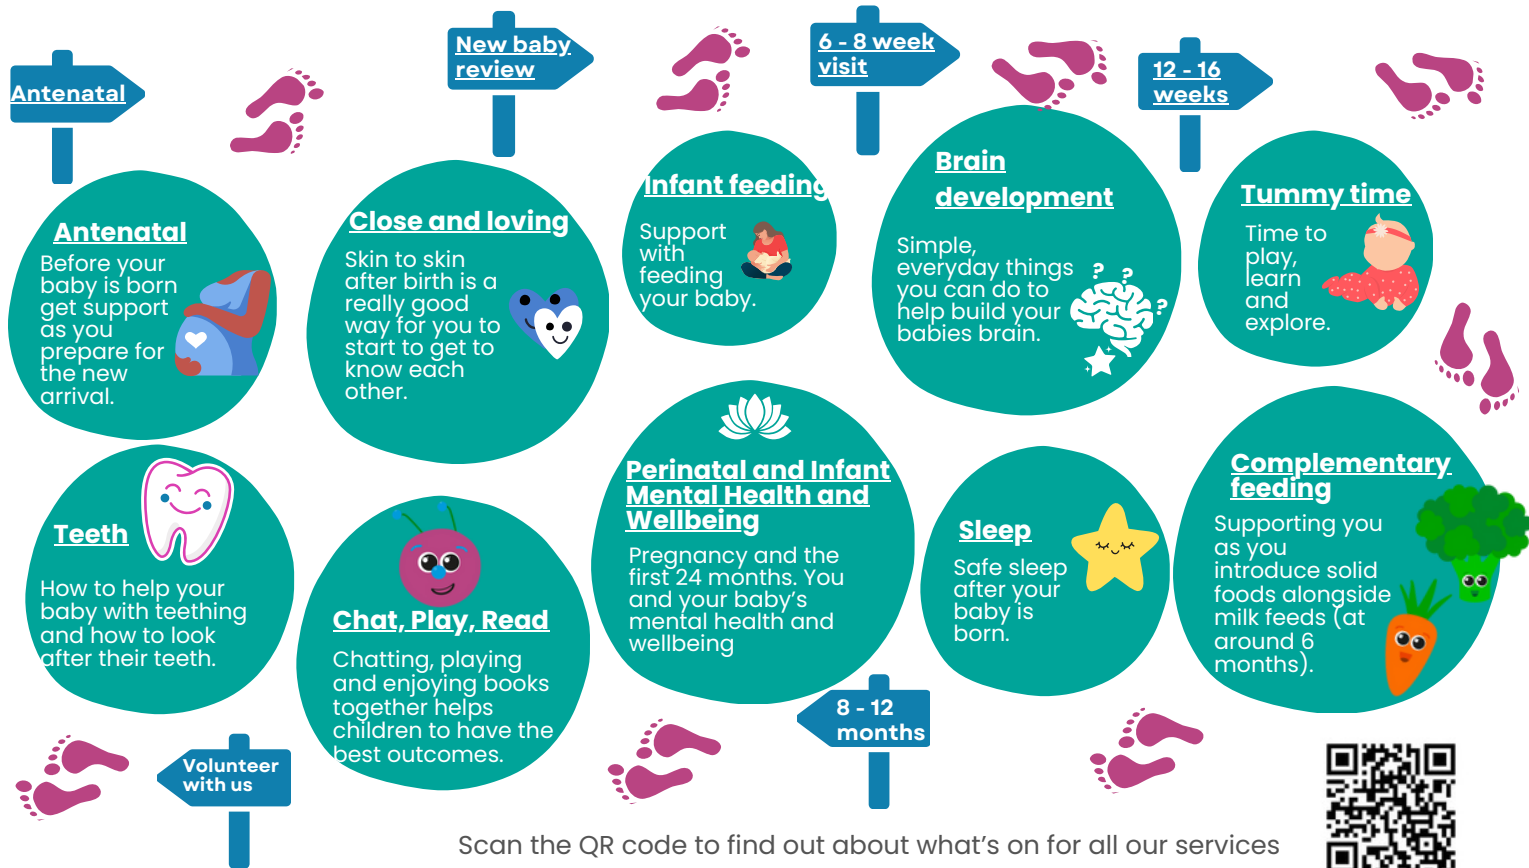 Antenatal
New baby
review
6 - 8 week
visit
12 - 16
weeks
Antenatal
Before your
baby is born
get support
as you
prepare for
the new
arrival.
Close and loving
Skin to skin
after birth is a
really good
way for you to
start to get to
know each
other.
Infant feeding
Support
with
feeding
your baby.
Brain
development
Simple,
everyday things
you can do to
help build your
babies brain.
? ? ?
Tummy time
Time to
play,
learn
and
explore.
Teeth
How to help your
baby with teething
and how to look
after their teeth.
Chat, Play, Read
Chatting, playing
and enjoying books
together helps
children to have the
best outcomes.
Perinatal and Infant
Mental Health and
Wellbeing
Pregnancy and the
first 24 months. You
and your baby’s
mental health and
wellbeing
Sleep
Safe sleep
after your
baby is
born.
Complementary
feeding
Supporting you
as you
introduce solid
foods alongside
milk feeds (at
around 6
months).
8 - 12
months
Volunteer
with us
Scan the QR code to find out about what’s on for all our services